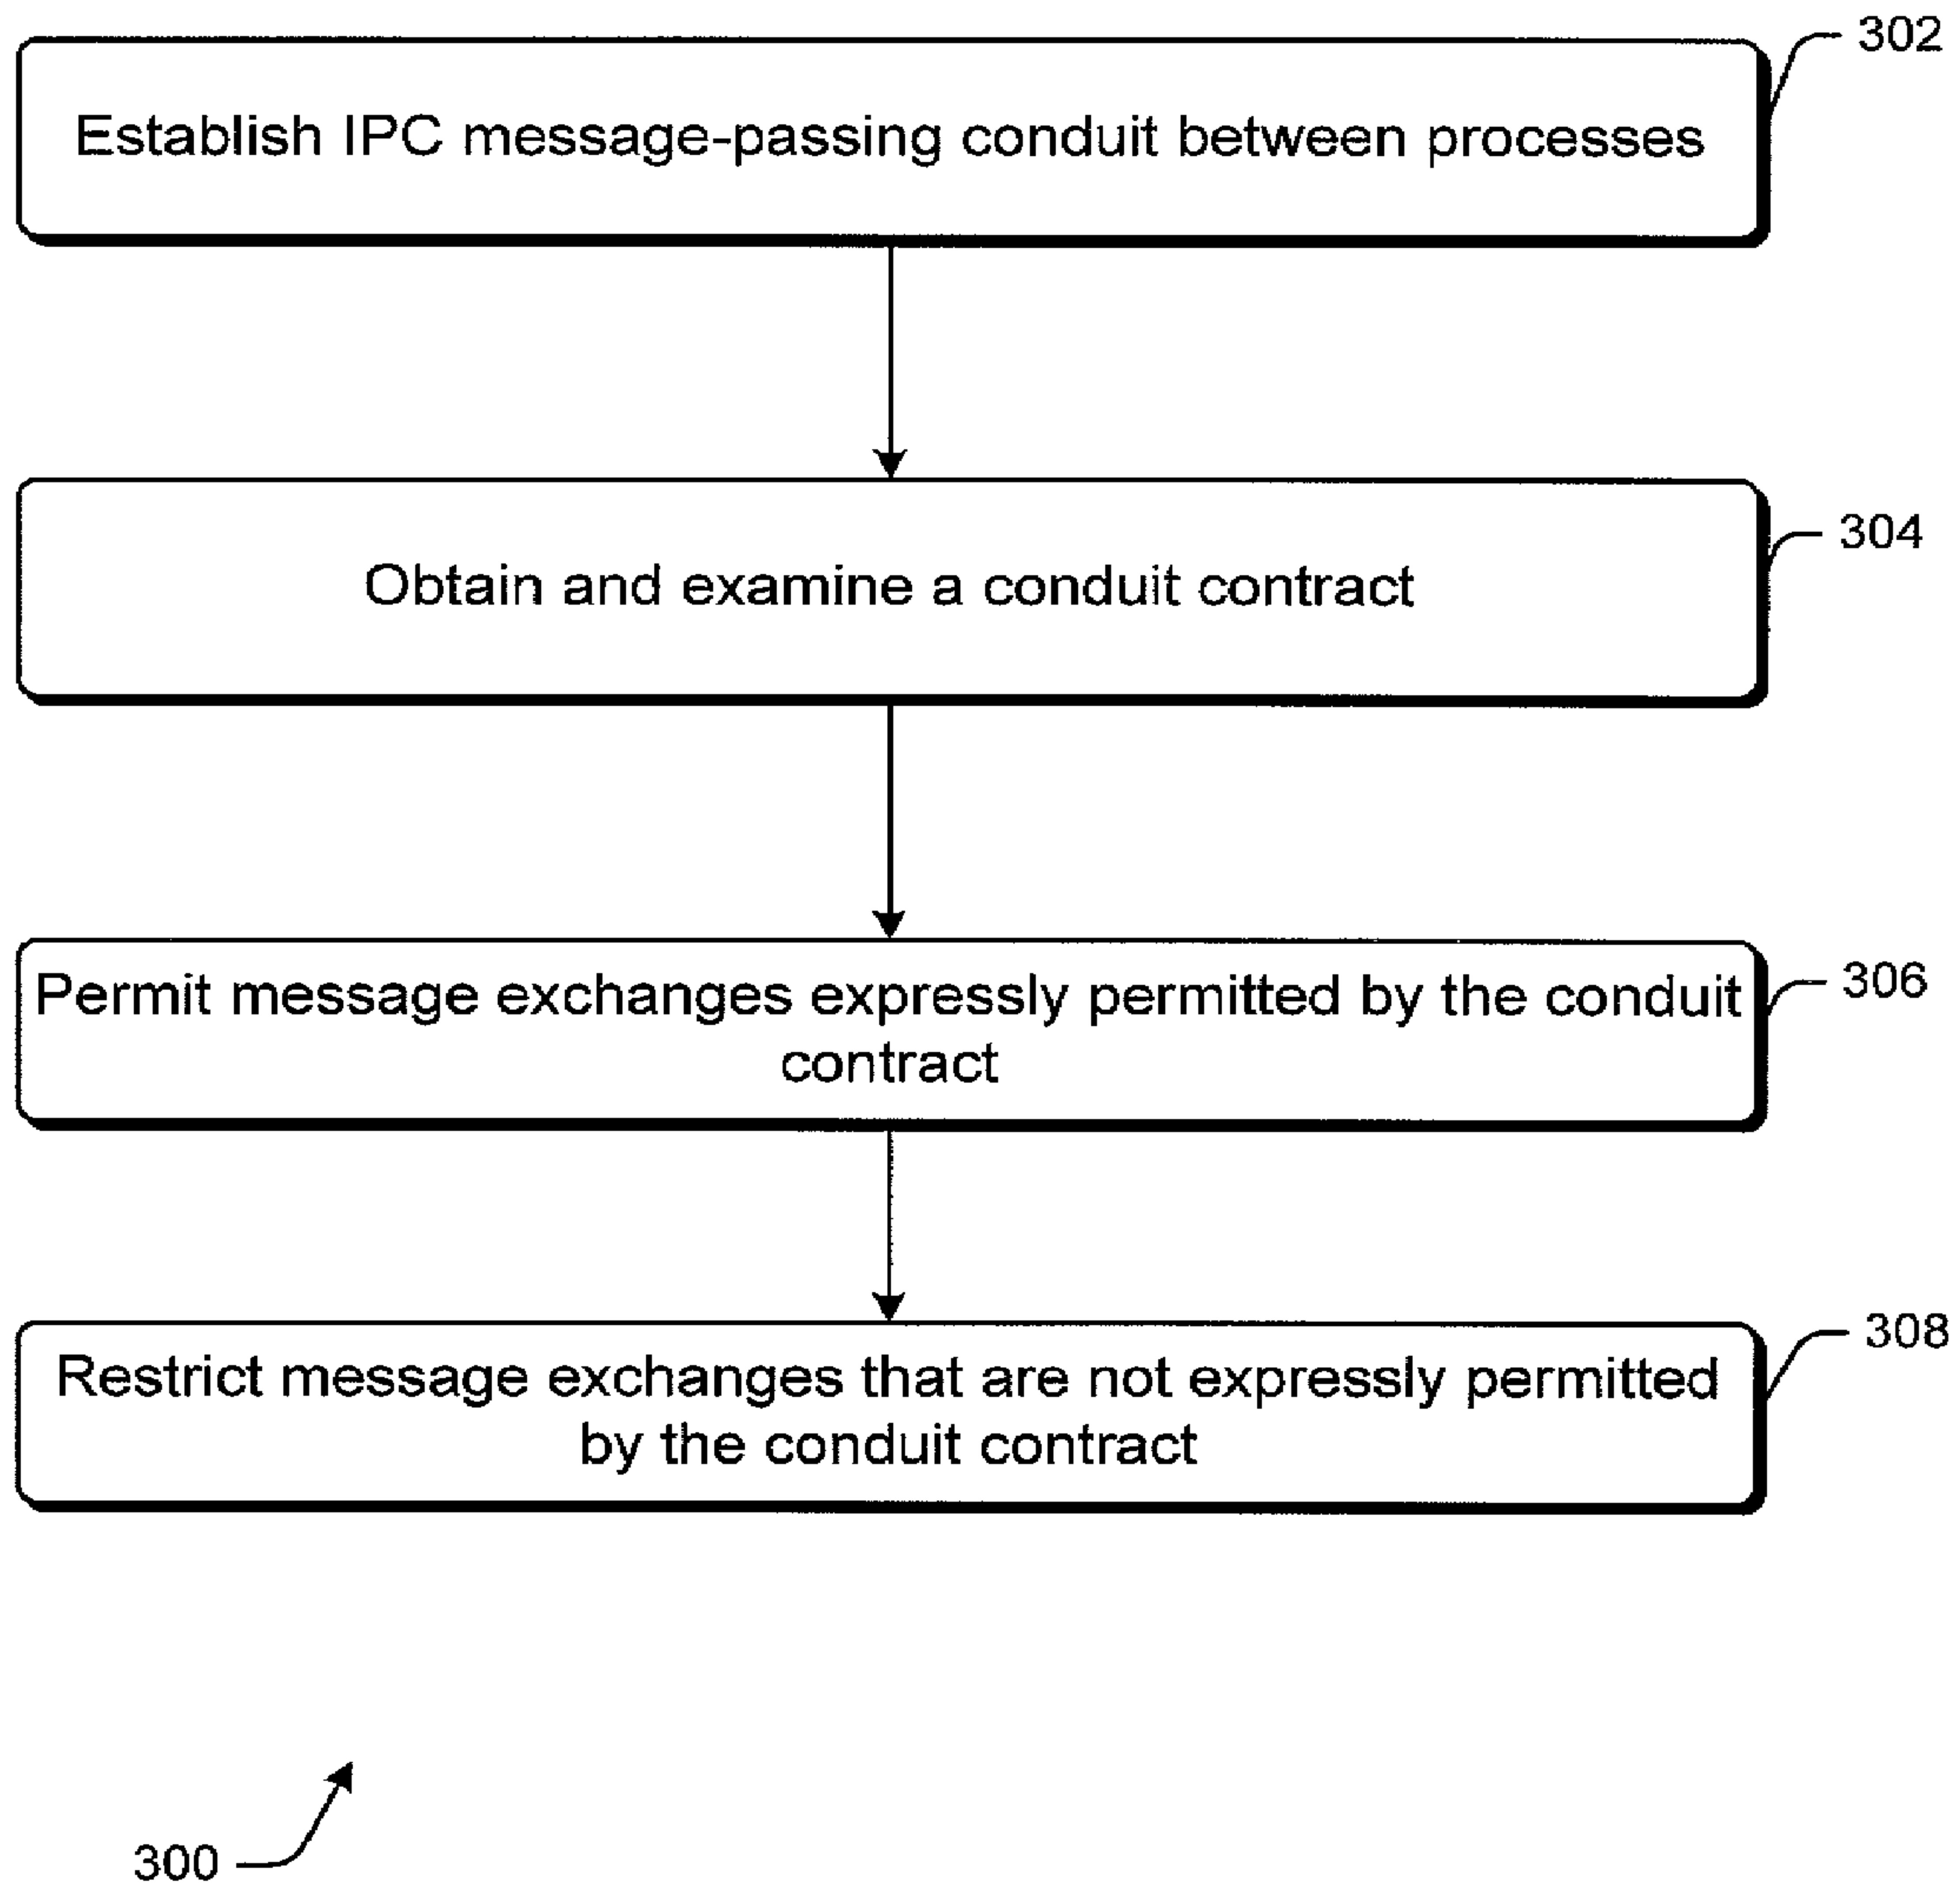 302
Establish IPC message-passing conduit between processes
304
Obtain and examine a conduit contract
306
Permit message exchanges expressly permitted by the conduit
contract
308
Restrict message exchanges that are not expressly permitted
by the conduit contract
300